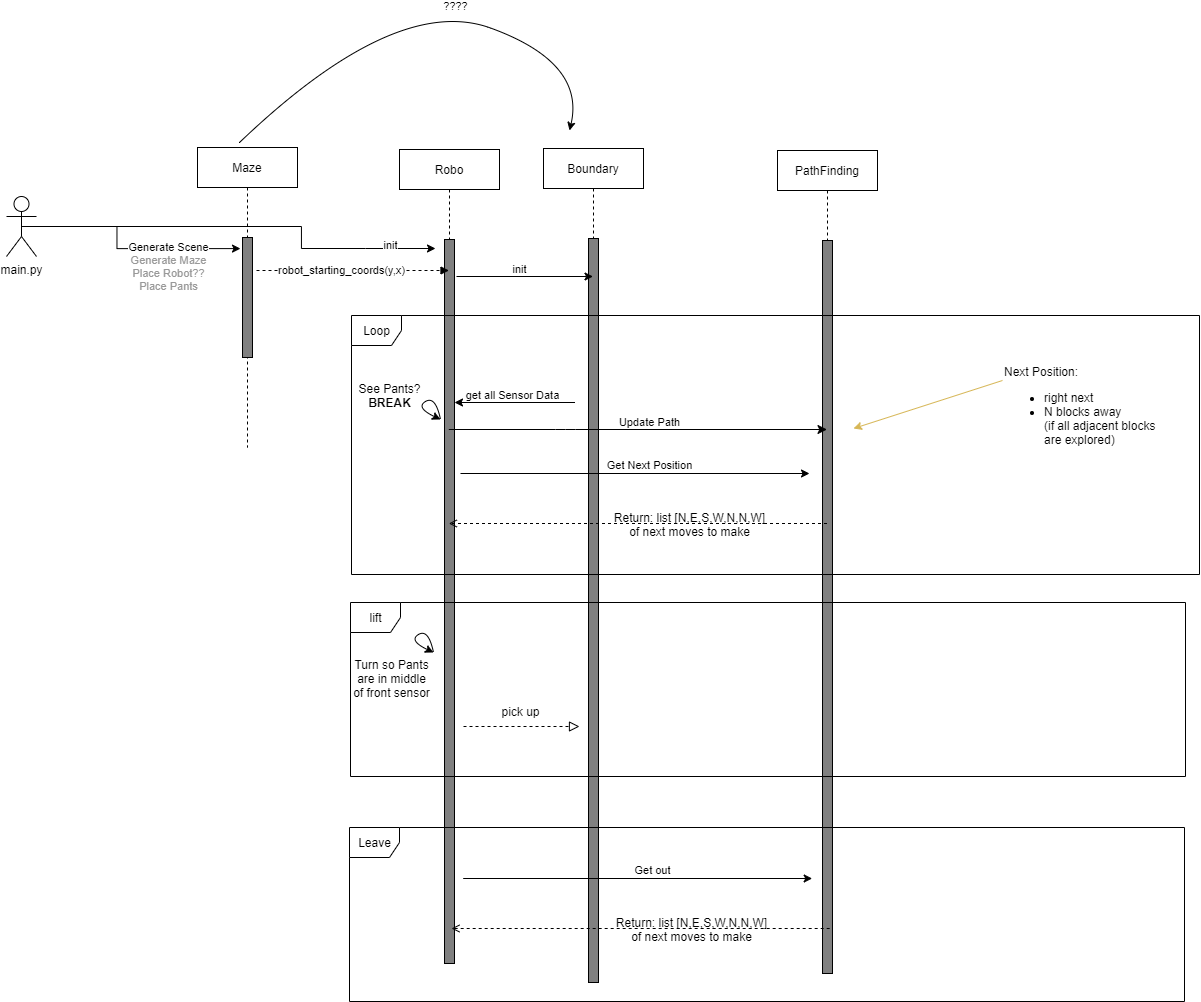 ????
Maze
Robo
Boundary
PathFinding
main.py
Generate Scene
Generate Maze
Place Robot??
Place Pants
init
robot_starting_coords(y,x)
init
Loop
See Pants?
BREAK
get all Sensor Data
Update Path
Next Position:
right next
N blocks away
(if all adjacent blocks
are explored)
Get Next Position
Return: list [N,E,S,W,N,N,W]
of next moves to make
lift
Turn so Pants
are in middle
of front sensor
pick up
Leave
Get out
Return: list [N,E,S,W,N,N,W]
of next moves to make